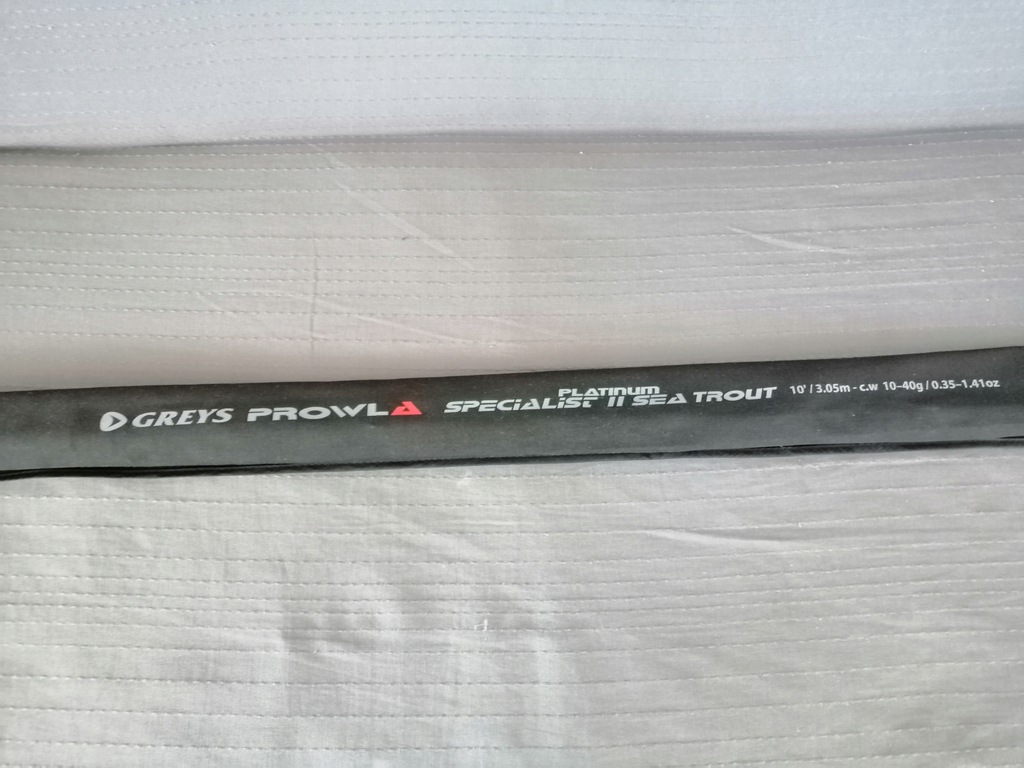 GREYS PROWLA PLATINUM SPECIALIST II SEA TROUT 10' / 3.05m - c.w 10-40g / 0.35-1.41oz